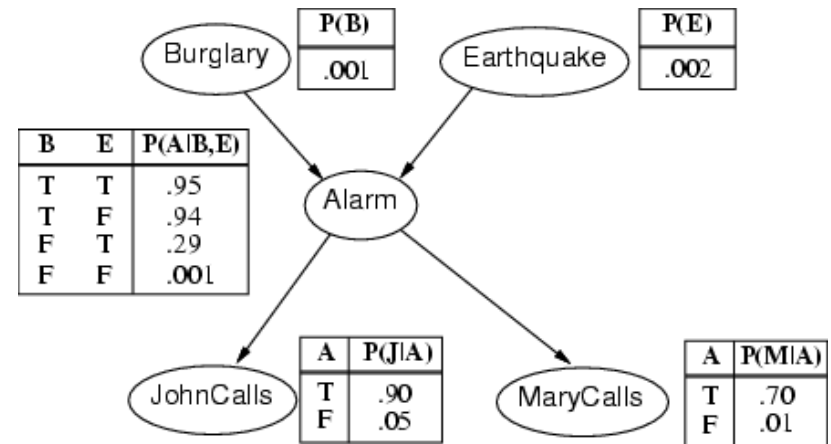 Burglary
P(B)
.001
Earthquake
P(E)
.002
B E P(A|B,E)
T T .95
T F .94
F T .29
F F .001
Alarm
JohnCalls
A P(J|A)
T .90
F .05
MaryCalls
A P(M|A)
T .70
F .01